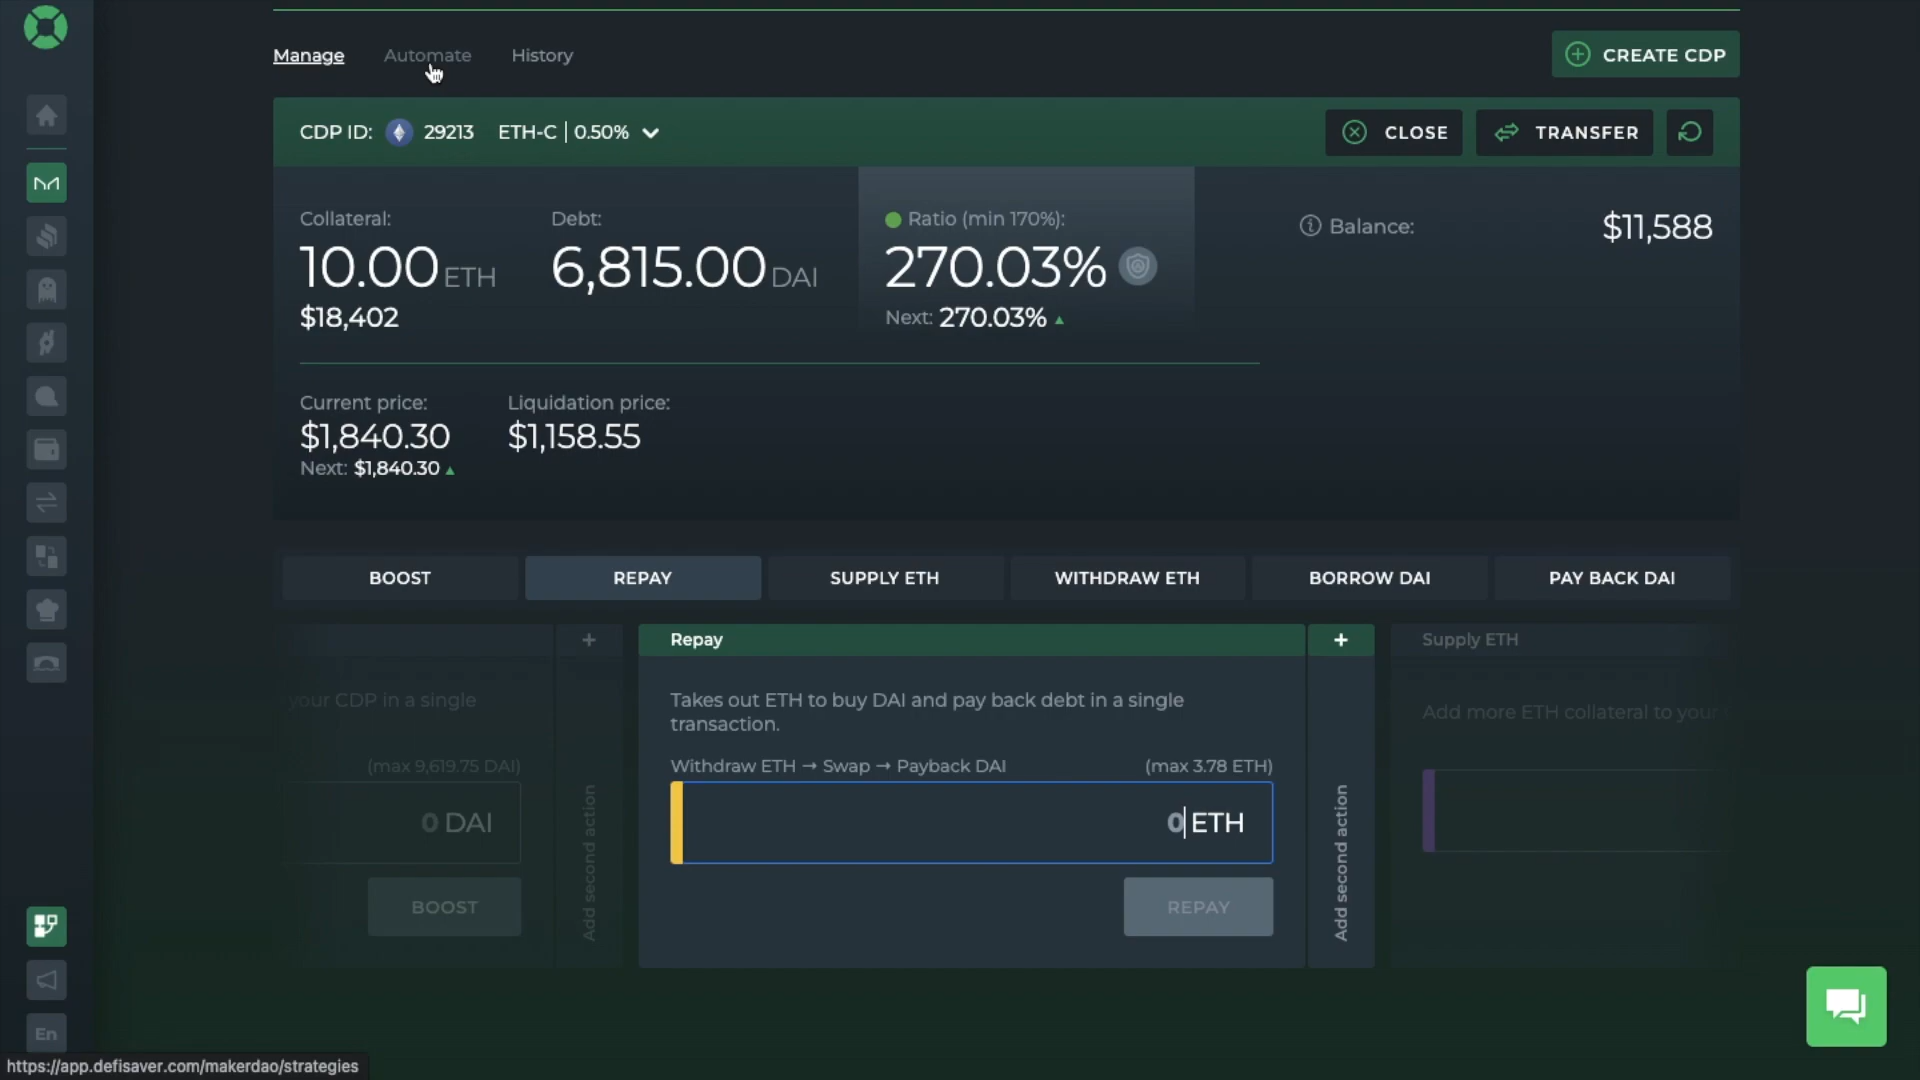 Manage
Automate
History
CREATE CDP
CDP ID: 29213 ETH-C | 0.50%
CLOSE
TRANSFER
Collateral:
10.00 ETH
$18,402
Debt:
6,815.00 DAI
Ratio (min 170%):
270.03%
Next: 270.03%
Balance:
$11,588
Current price:
$1,840.30
Next: $1,840.30
Liquidation price:
$1,158.55
BOOST
REPAY
SUPPLY ETH
WITHDRAW ETH
BORROW DAI
PAY BACK DAI
+
your CDP in a single
(max 9,619.75 DAI)
0 DAI
BOOST
Add second action
Repay
+
Takes out ETH to buy DAI and pay back debt in a single
transaction.
Withdraw ETH → Swap → Payback DAI
(max 3.78 ETH)
0 ETH
REPAY
Add second action
Supply ETH
Add more ETH collateral to your
En
https://app.defisaver.com/makerdao/strategies